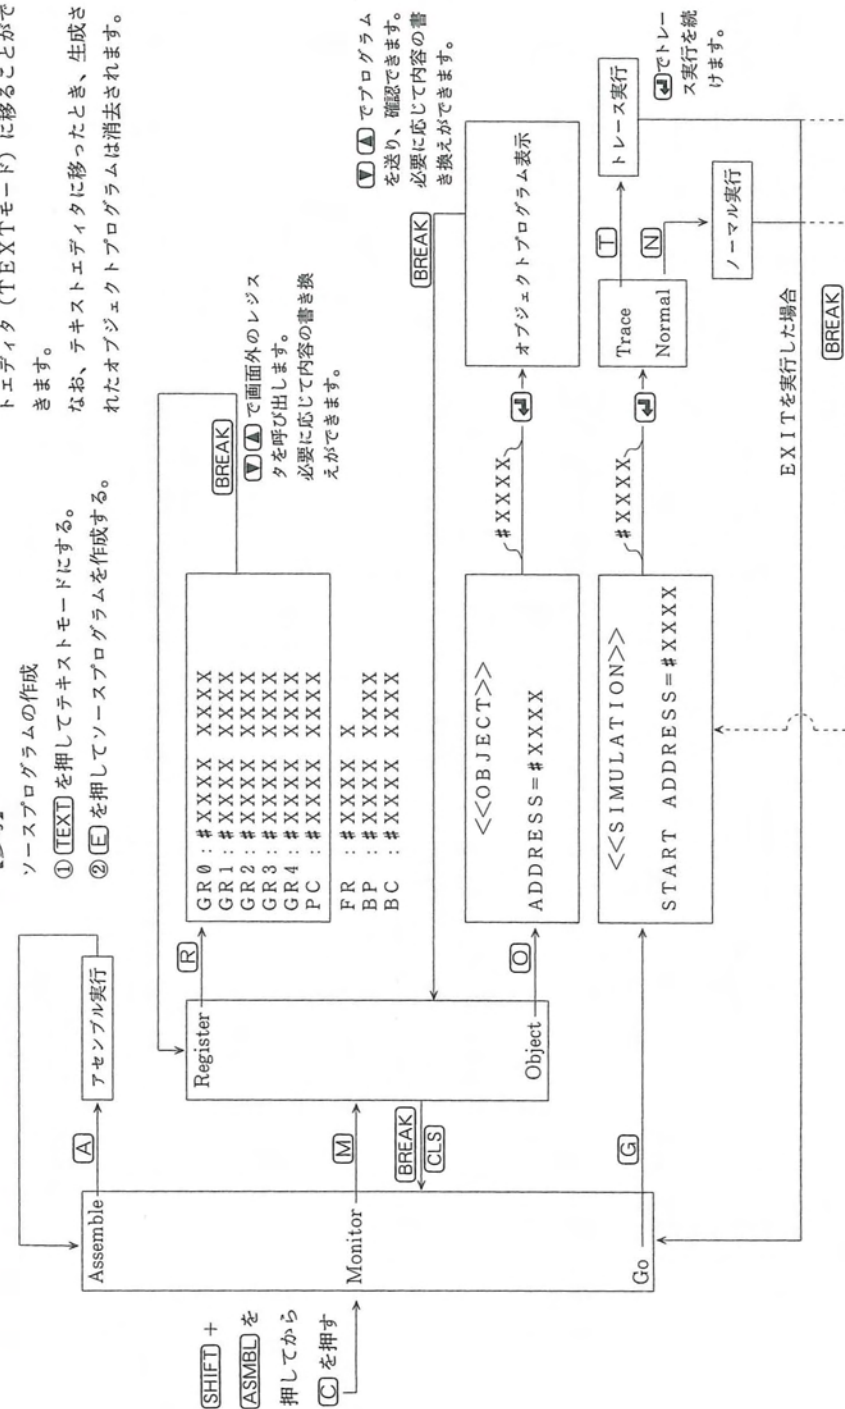 トエディタ（TEXTモード）に移ることがで
きます。
なお、テキストエディタに移ったとき、生成さ
れたオブジェクトプログラムは消去されます。
ソースプログラムの作成
①TEXTを押してテキストモードにする。
②Eを押してソースプログラムを作成する。
SHIFT +
ASMBL を
押してから
C を押す
Assemble
Monitor
Go
A
アセンブル実行
M
BREAK
CLS
G
Register
Object
R
O
GR0 :#XXXX XXXX
GR1 :#XXXX XXXX
GR2 :#XXXX XXXX
GR3 :#XXXX XXXX
GR4 :#XXXX XXXX
PC :#XXXX XXXX
FR :#XXXX X
BP :#XXXX XXXX
BC :#XXXX XXXX
BREAK
▼▲で画面外のレジス
タを呼び出します。
必要に応じて内容の書き換
えができます。
<<OBJECT>>
ADDRESS=#XXXX
#XXXX
オブジェクトプログラム表示
BREAK
▼▲でプログラム
を送り、確認できます。
必要に応じて内容の書
き換えができます。
<<SIMULATION>>
START ADDRESS=#XXXX
#XXXX
Trace
Normal
T
N
トレース実行
ノーマル実行
でトレー
ス実行を続
けます。
EXITを実行した場合
BREAK